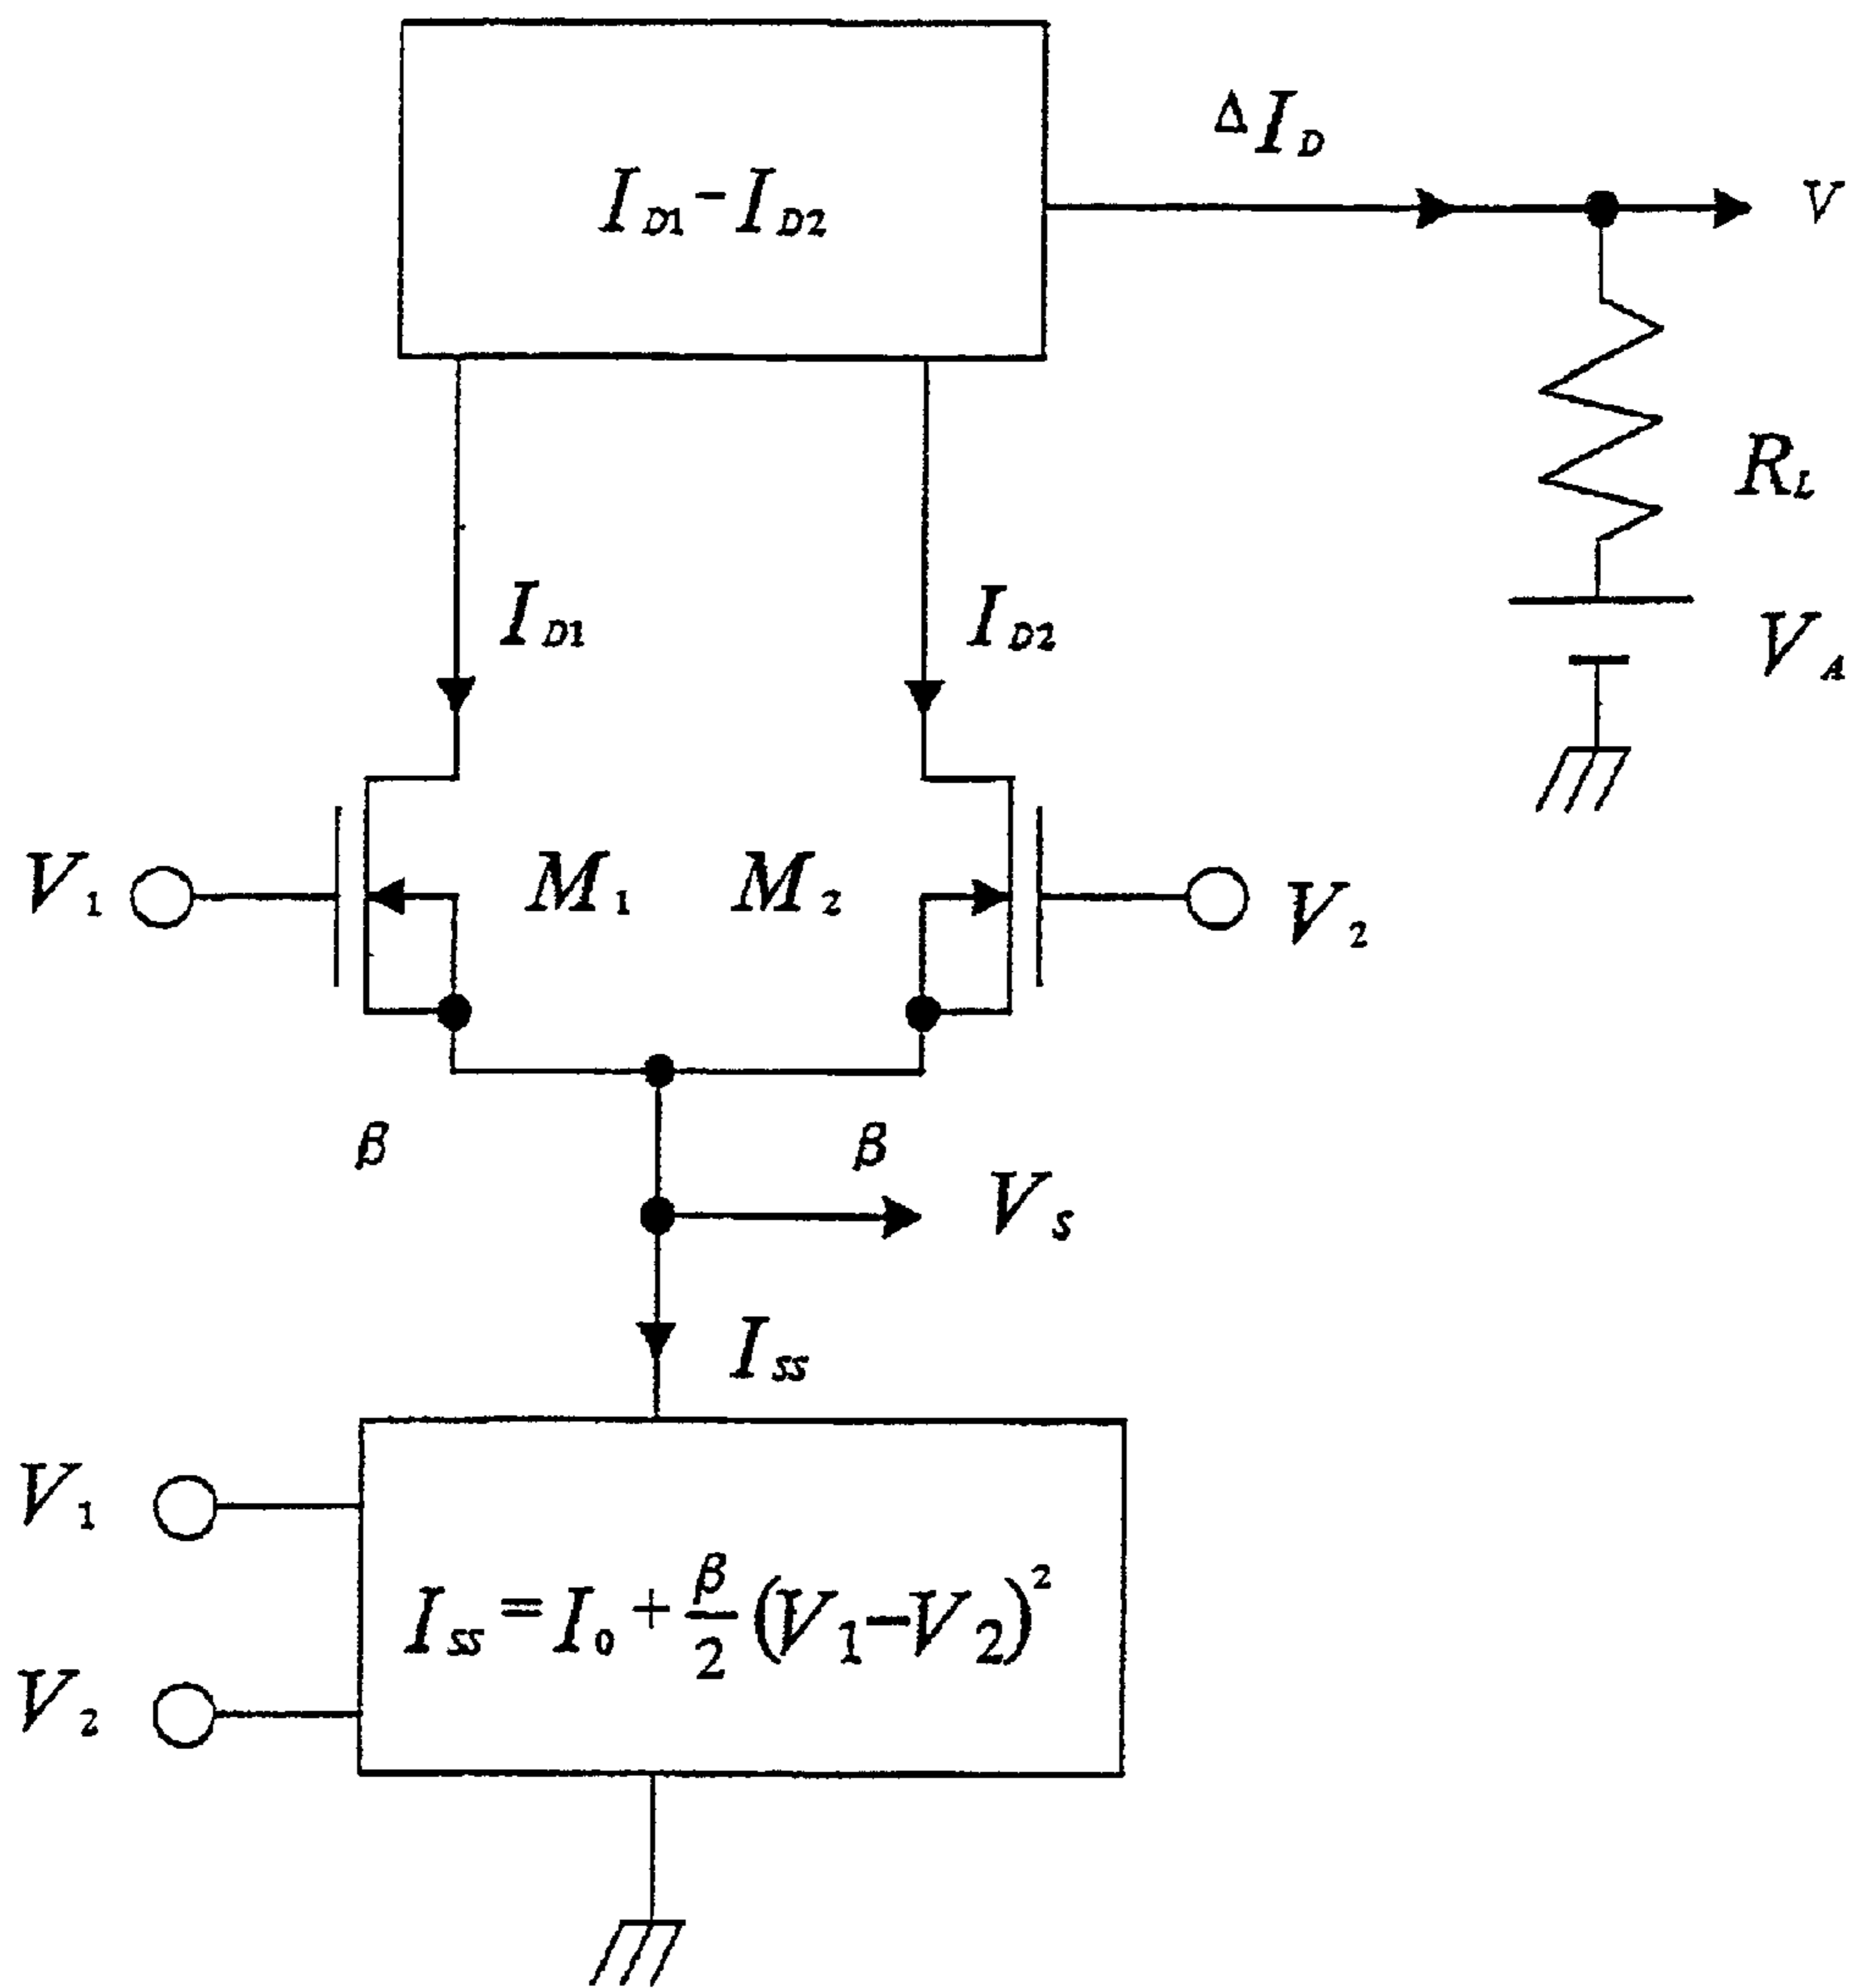 ΔI_D
I_D1-I_D2
V
R_L
I_D1
I_D2
V_A
V_1
M_1
M_2
V_2
β
β
V_S
I_SS
V_1
I_SS=I_0+β/2(V_1-V_2)^2
V_2